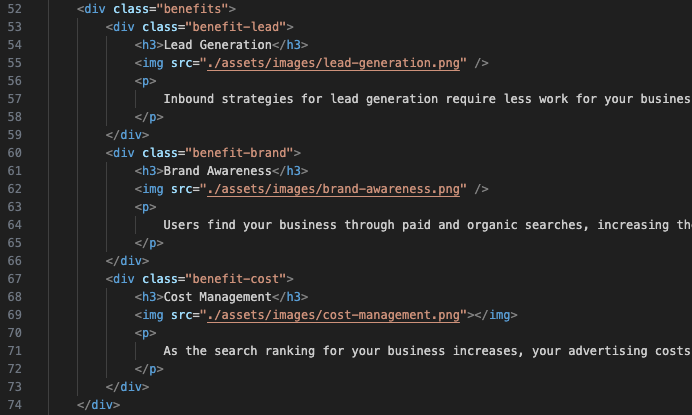 52 <div class="benefits">
53 <div class="benefit-lead">
54 <h3>Lead Generation</h3>
55 <img src="./assets/images/lead-generation.png" />
56 <p>
57 Inbound strategies for lead generation require less work for your
58 </p>
59 </div>
60 <div class="benefit-brand">
61 <h3>Brand Awareness</h3>
62 <img src="./assets/images/brand-awareness.png" />
63 <p>
64 Users find your business through paid and organic searches, increasing
65 </p>
66 </div>
67 <div class="benefit-cost">
68 <h3>Cost Management</h3>
69 <img src="./assets/images/cost-management.png"></img>
70 <p>
71 As the search ranking for your business increases, your advertising costs
72 </p>
73 </div>
74 </div>